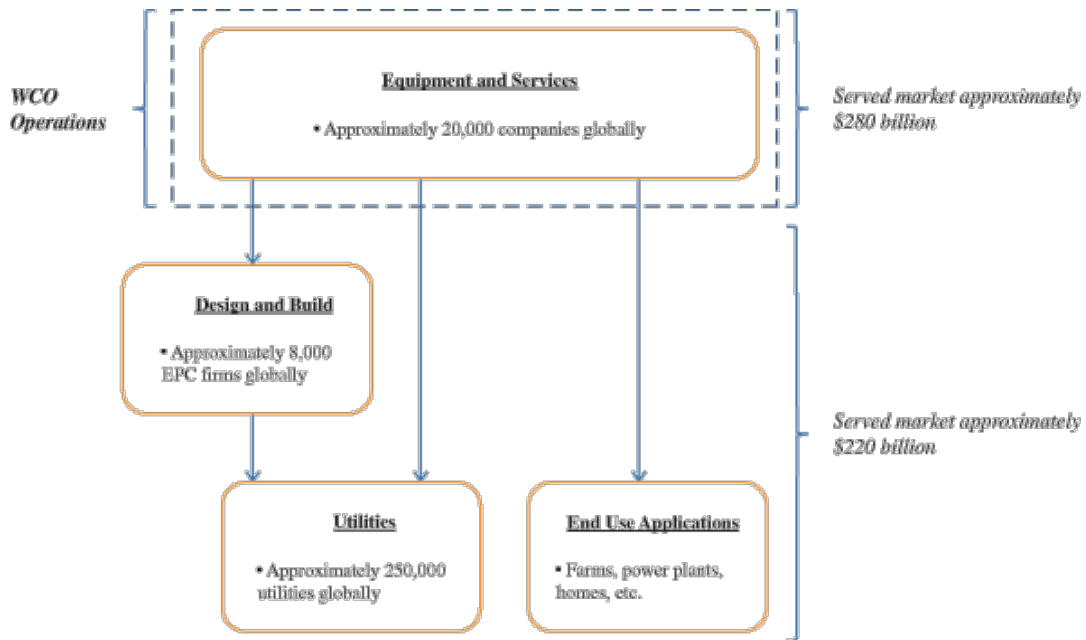 Equipment and Services
WCO
Operations
• Approximately 20,000 companies globally
Served market approximately
$280 billion
Design and Build
• Approximately 8,000
EPC firms globally
Served market approximately
$220 billion
Utilities
• Approximately 250,000
utilities globally
End Use Applications
• Farms, power plants,
homes, etc.